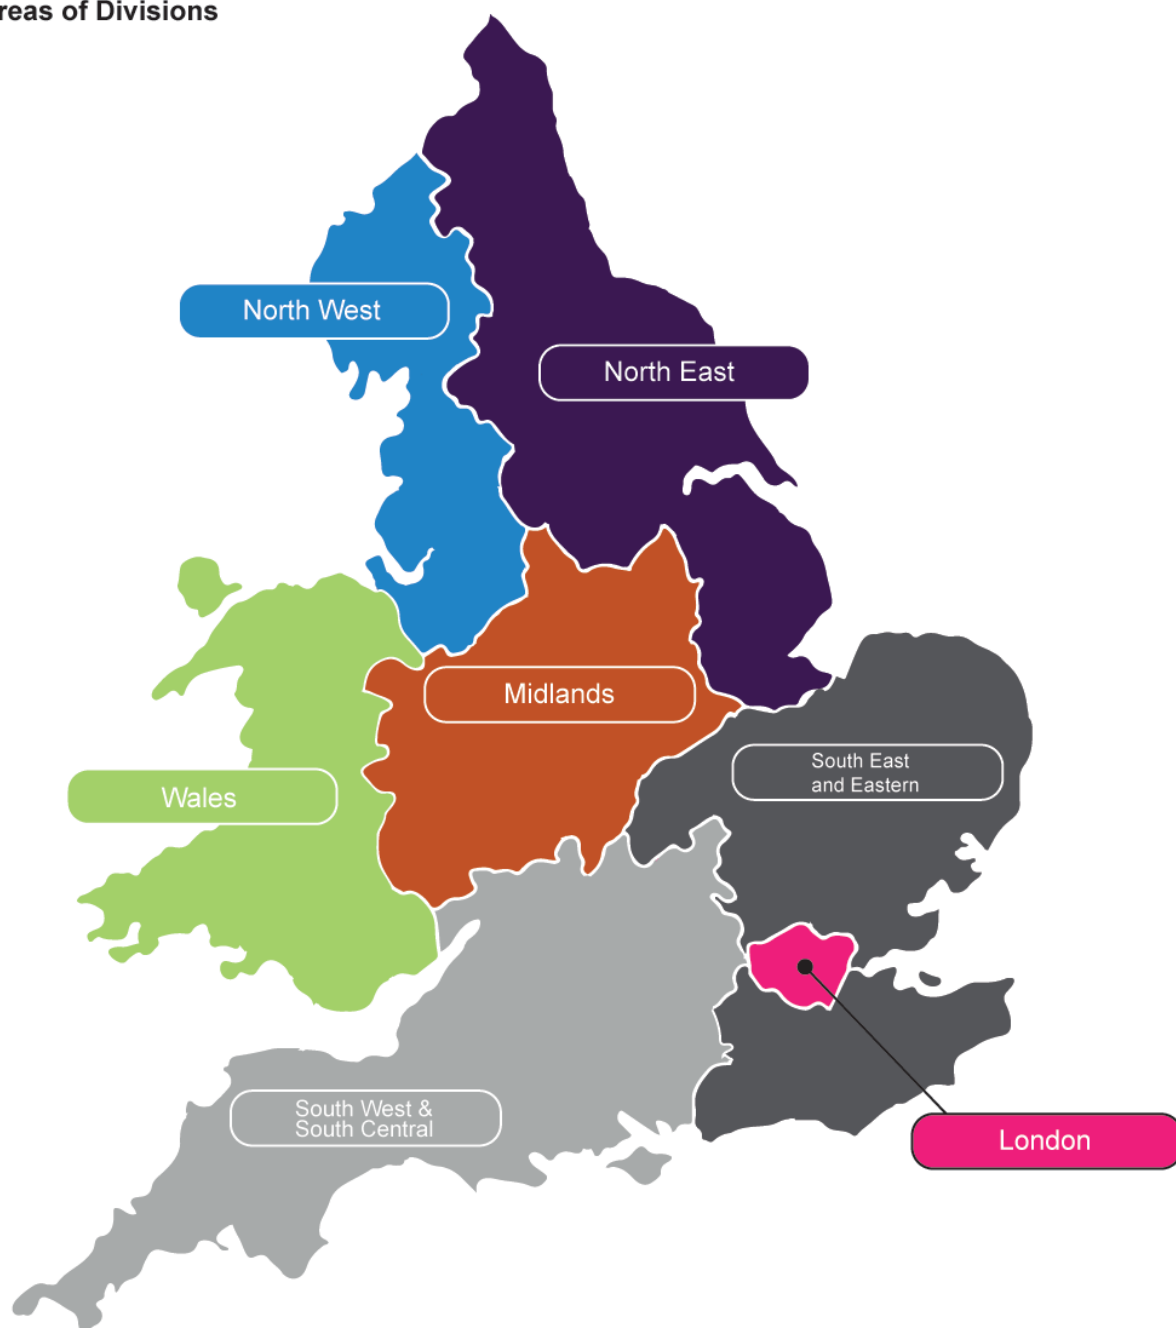 reas of Divisions
North West
North East
Midlands
South East
and Eastern
Wales
South West &
South Central
London